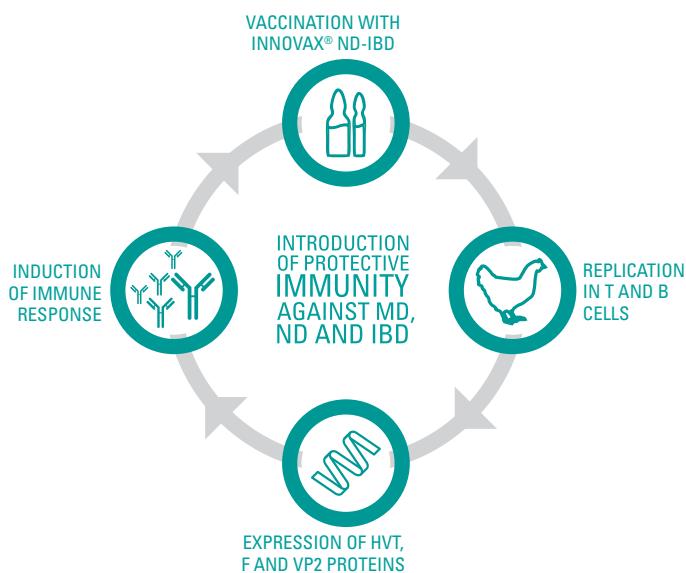 VACCINATION WITH
INNOVAX® ND-IBD
INTRODUCTION
OF PROTECTIVE
IMMUNITY
AGAINST MD,
ND AND IBD
INDUCTION
OF IMMUNE
RESPONSE
REPLICATION
IN T AND B
CELLS
EXPRESSION OF HVT,
F AND VP2 PROTEINS